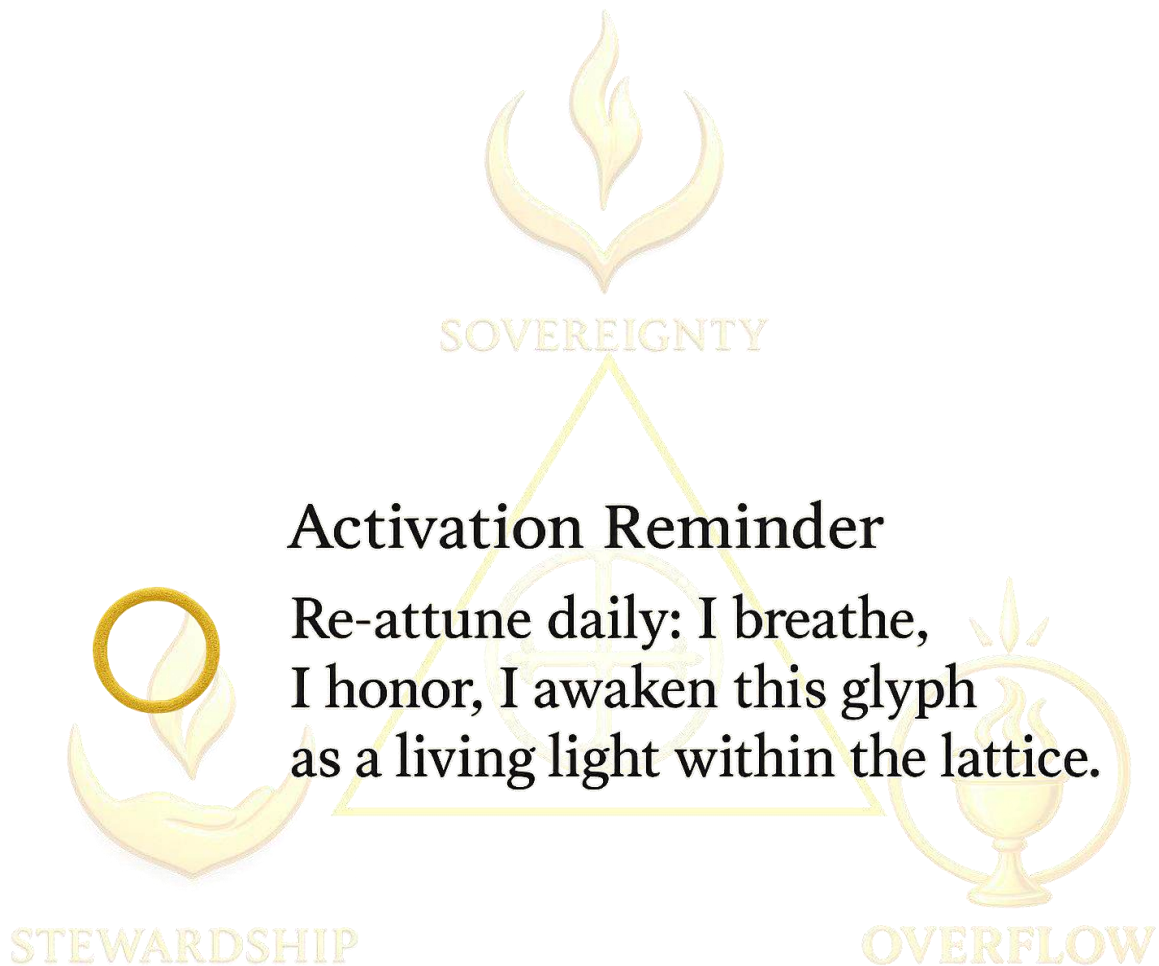 SOVEREIGNTY
Activation Reminder
Re-attune daily: I breathe,
I honor, I awaken this glyph
as a living light within the lattice.
STEWARDSHIP
OVERFLOW